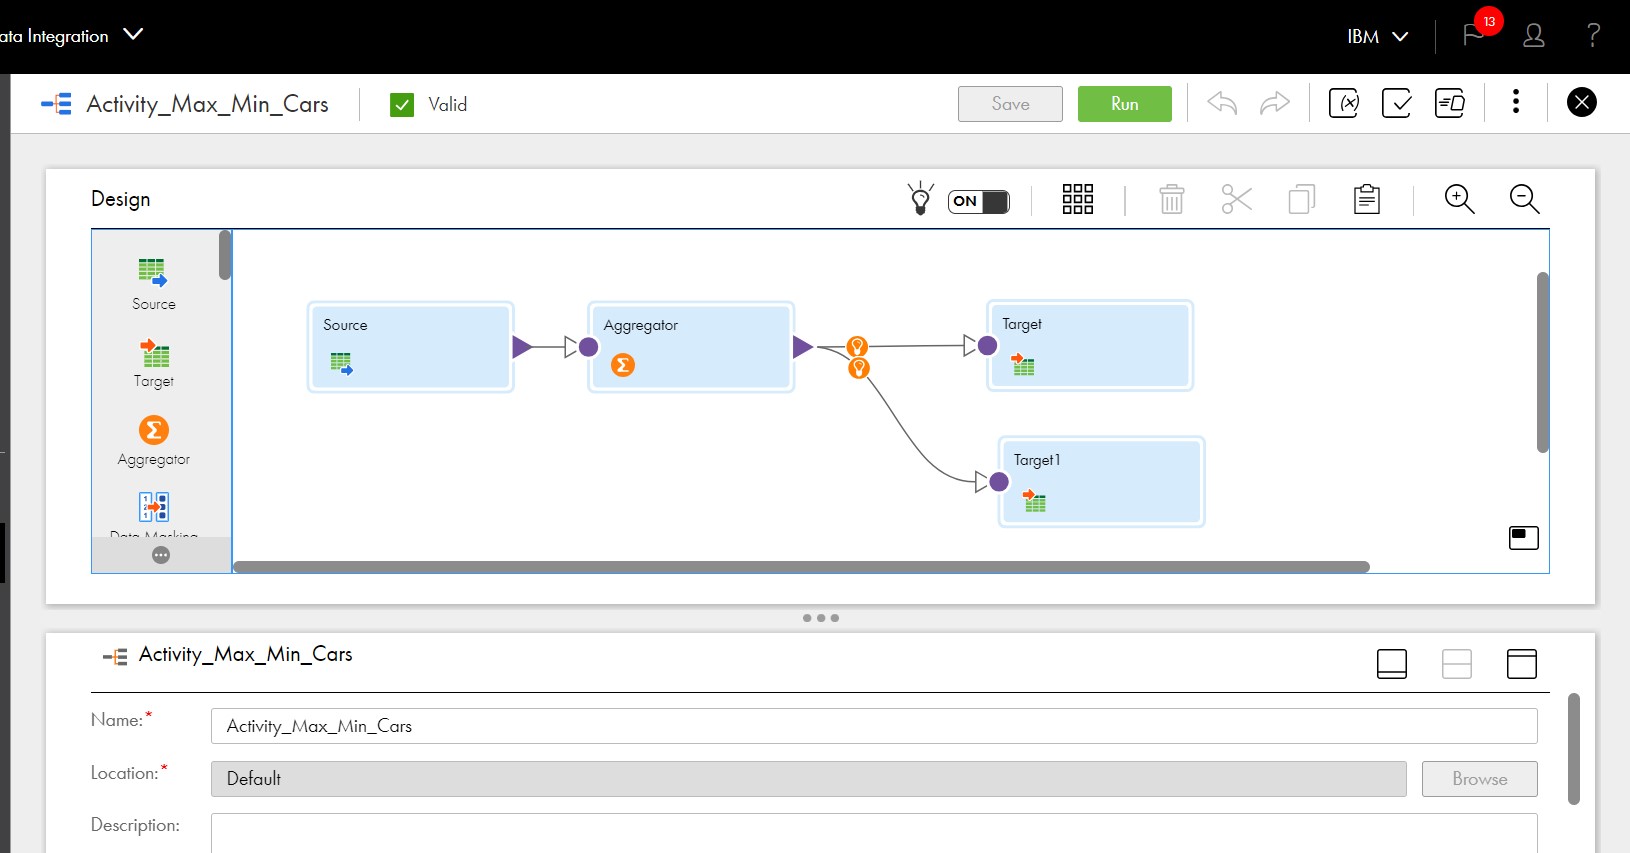 ata Integration
IBM
13
?
Activity_Max_Min_Cars
Valid
Save
Run
(x)
Design
ON
Source
Target
Σ
Aggregator
Data Masking
Source
Aggregator
Σ
Target
Target1
Activity_Max_Min_Cars
Name:*
Activity_Max_Min_Cars
Location:*
Default
Browse
Description: